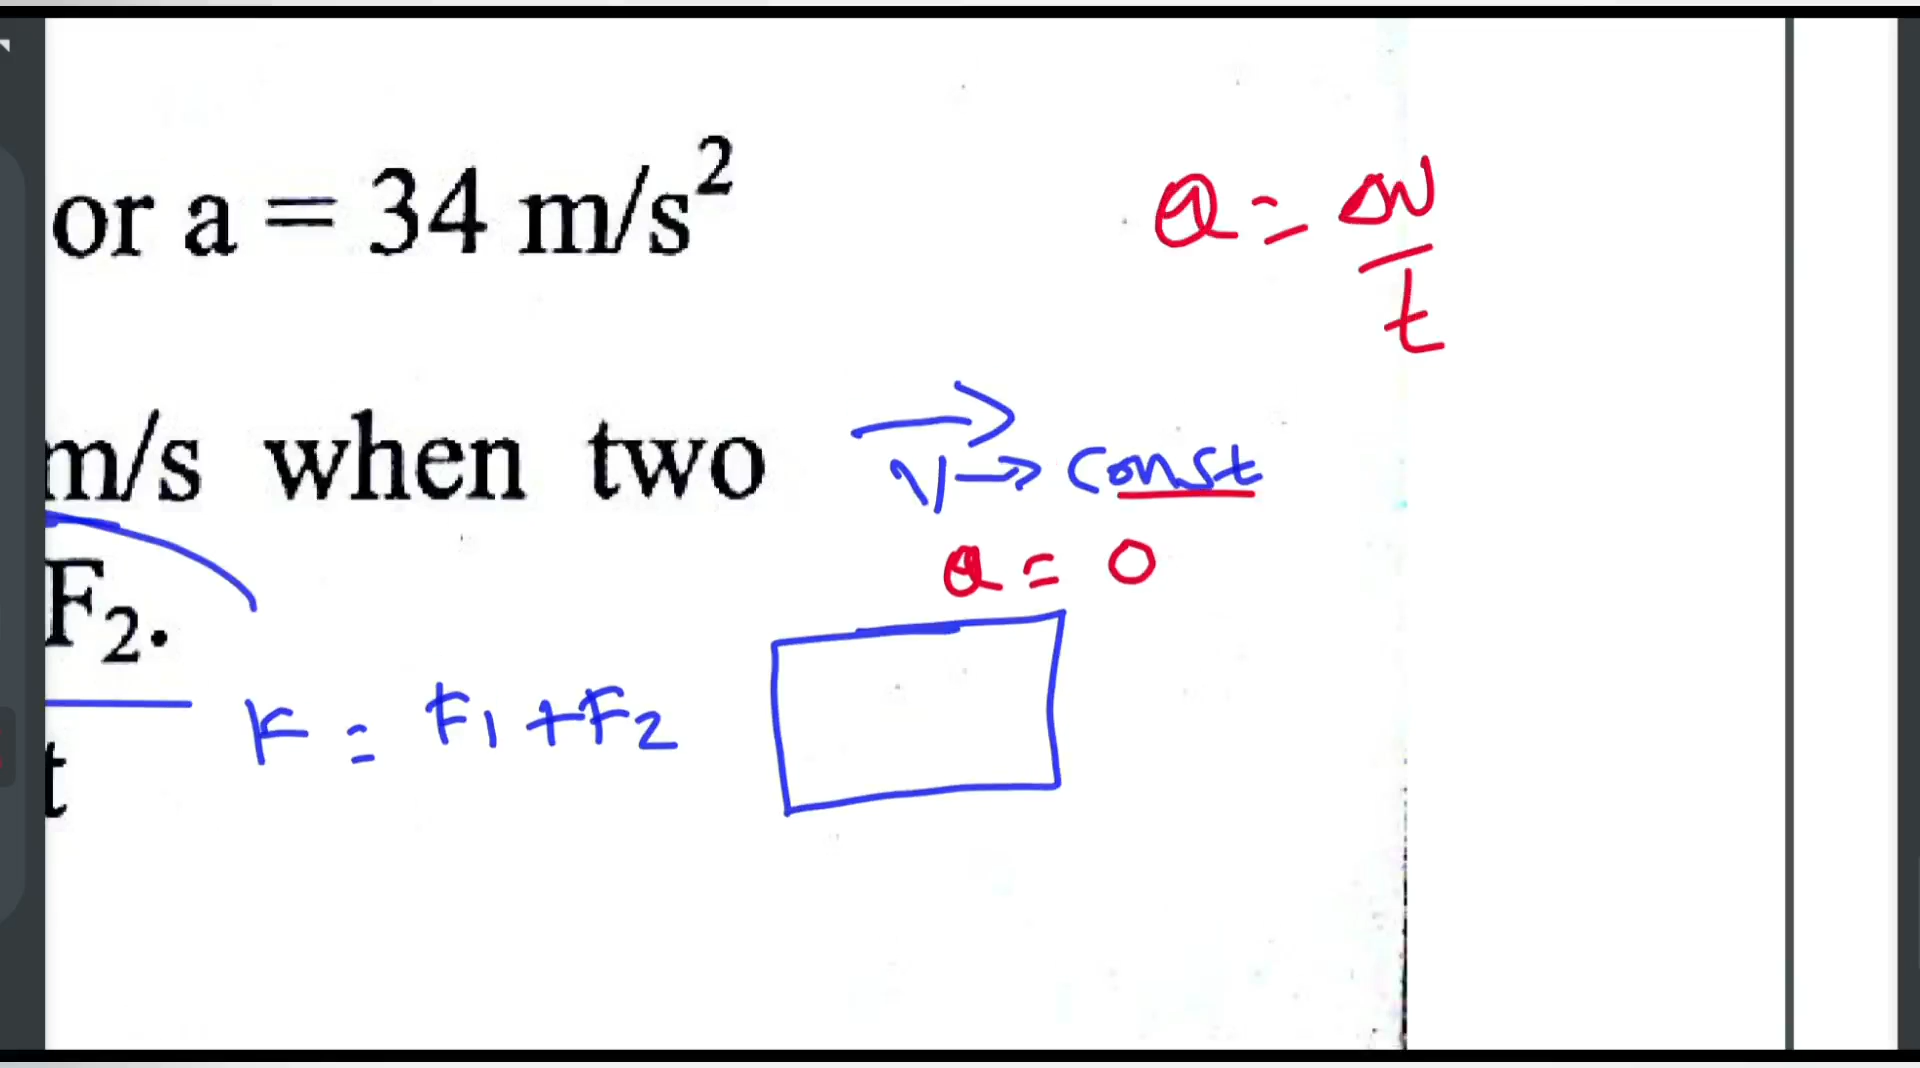 or a = 34 m/s²
a = Δv
t
m/s when two
v → const
a = 0
F₂.
F = F₁ + F₂
t